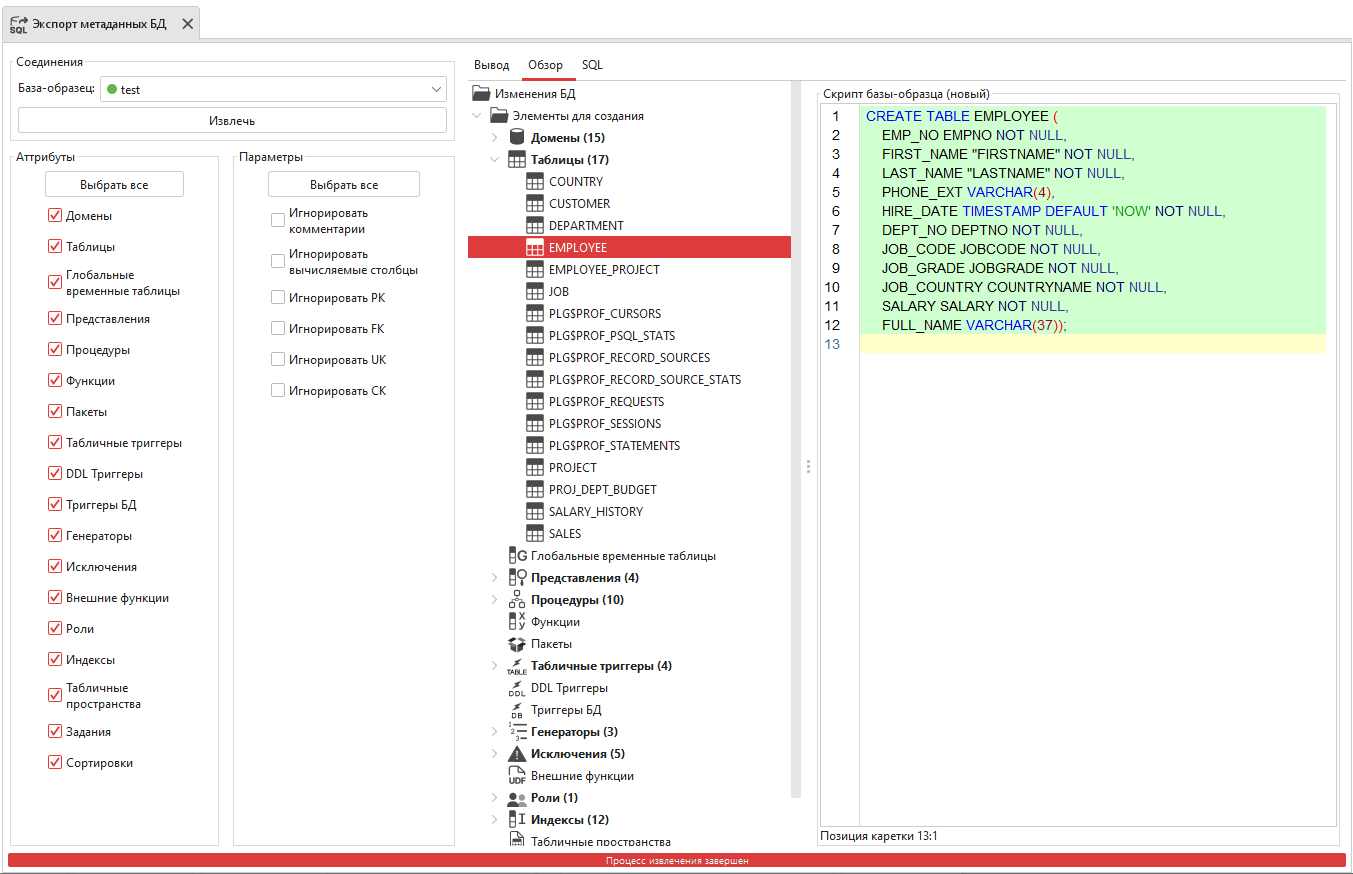 SQL Экспорт метаданных БД
Соединения
База-образец: test
Извлечь
Аттрибуты
Выбрать все
Домены
Таблицы
Глобальные
временные таблицы
Представления
Процедуры
Функции
Пакеты
Табличные триггеры
DDL Триггеры
Триггеры БД
Генераторы
Исключения
Внешние функции
Роли
Индексы
Табличные
пространства
Задания
Сортировки
Параметры
Выбрать все
Игнорировать
комментарии
Игнорировать
вычисляемые столбцы
Игнорировать PK
Игнорировать FK
Игнорировать UK
Игнорировать CK
Вывод Обзор SQL
Изменения БД
Элементы для создания
Домены (15)
Таблицы (17)
COUNTRY
CUSTOMER
DEPARTMENT
EMPLOYEE
EMPLOYEE_PROJECT
JOB
PLG$PROF_CURSORS
PLG$PROF_PSQL_STATS
PLG$PROF_RECORD_SOURCES
PLG$PROF_RECORD_SOURCE_STATS
PLG$PROF_REQUESTS
PLG$PROF_SESSIONS
PLG$PROF_STATEMENTS
PROJECT
PROJ_DEPT_BUDGET
SALARY_HISTORY
SALES
G Глобальные временные таблицы
Представления (4)
Процедуры (10)
XY Функции
Пакеты
TABLE Табличные триггеры (4)
DDL DDL Триггеры
DB Триггеры БД
123 Генераторы (3)
Исключения (5)
UDF Внешние функции
Роли (1)
I Индексы (12)
Табличные пространства
Скрипт базы-образца (новый)
1 CREATE TABLE EMPLOYEE (
2 EMP_NO EMPNO NOT NULL,
3 FIRST_NAME "FIRSTNAME" NOT NULL,
4 LAST_NAME "LASTNAME" NOT NULL,
5 PHONE_EXT VARCHAR(4),
6 HIRE_DATE TIMESTAMP DEFAULT 'NOW' NOT NULL,
7 DEPT_NO DEPTNO NOT NULL,
8 JOB_CODE JOBCODE NOT NULL,
9 JOB_GRADE JOBGRADE NOT NULL,
10 JOB_COUNTRY COUNTRYNAME NOT NULL,
11 SALARY SALARY NOT NULL,
12 FULL_NAME VARCHAR(37));
13
Позиция каретки 13:1
Процесс извлечения завершен